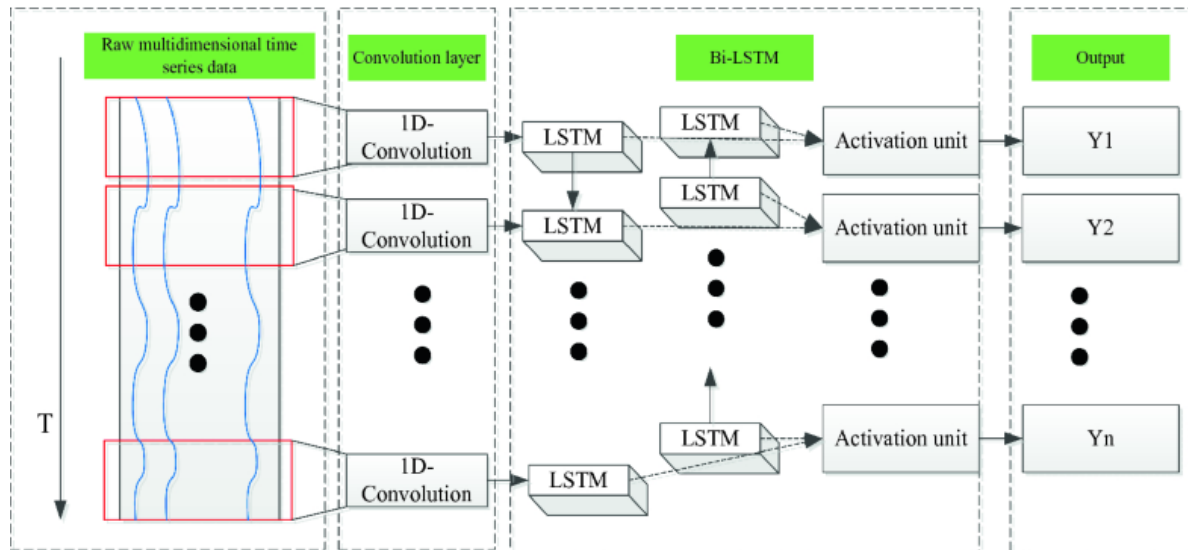 Raw multidimensional time
series data
Convolution layer
Bi-LSTM
Output
T
1D-
Convolution
LSTM
LSTM
Activation unit
Y1
1D-
Convolution
LSTM
LSTM
Activation unit
Y2
1D-
Convolution
LSTM
LSTM
Activation unit
Yn